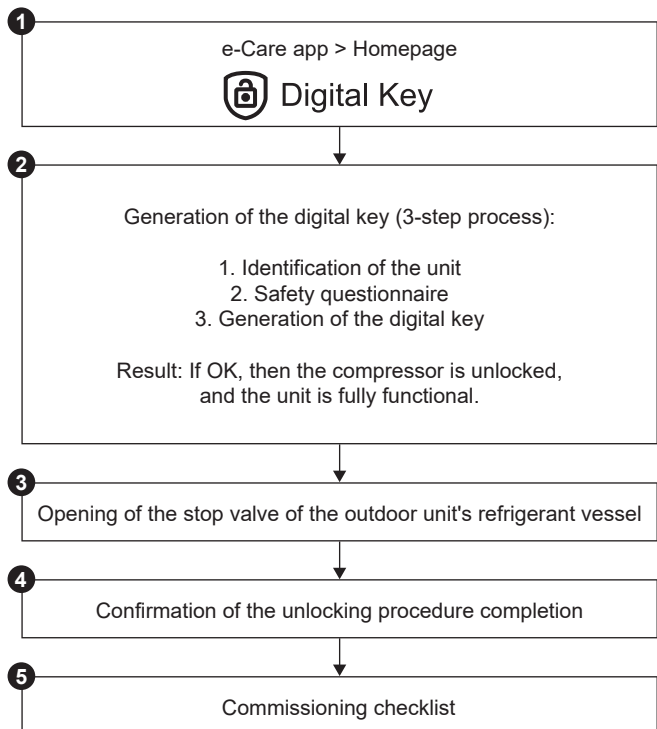 1
e-Care app > Homepage
Digital Key
2
Generation of the digital key (3-step process):
1. Identification of the unit
2. Safety questionnaire
3. Generation of the digital key
Result: If OK, then the compressor is unlocked,
and the unit is fully functional.
3
Opening of the stop valve of the outdoor unit's refrigerant vessel
4
Confirmation of the unlocking procedure completion
5
Commissioning checklist